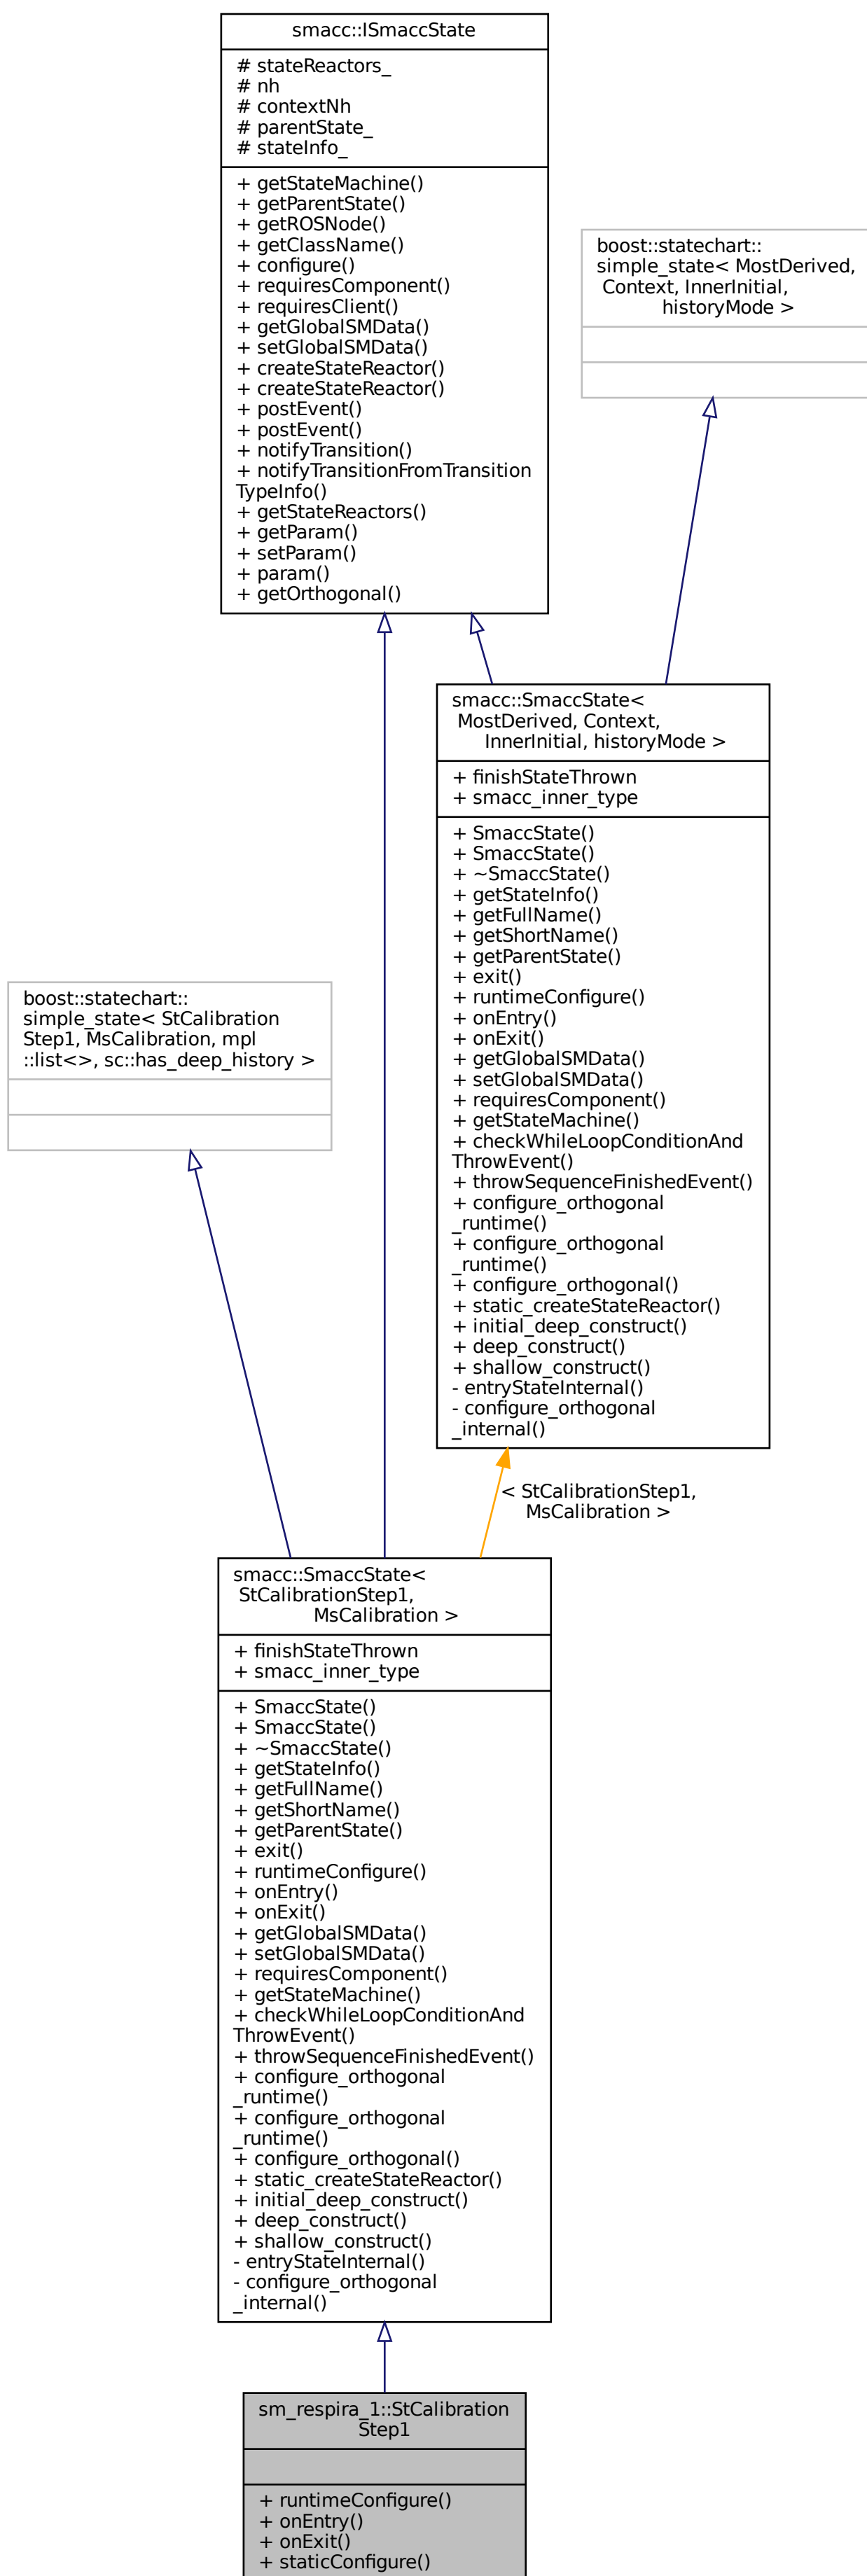 smacc::ISmaccState
# stateReactors_
# nh
# contextNh
# parentState_
# stateInfo_
+ getStateMachine()
+ getParentState()
+ getROSNode()
+ getClassName()
+ configure()
+ requiresComponent()
+ requiresClient()
+ getGlobalSMData()
+ setGlobalSMData()
+ createStateReactor()
+ createStateReactor()
+ postEvent()
+ postEvent()
+ notifyTransition()
+ notifyTransitionFromTransition
TypeInfo()
+ getStateReactors()
+ getParam()
+ setParam()
+ param()
+ getOrthogonal()
boost::statechart::
simple_state< MostDerived,
Context, InnerInitial,
historyMode >
smacc::SmaccState<
MostDerived, Context,
InnerInitial, historyMode >
+ finishStateThrown
+ smacc_inner_type
+ SmaccState()
+ SmaccState()
+ ~SmaccState()
+ getStateInfo()
+ getFullName()
+ getShortName()
+ getParentState()
+ exit()
+ runtimeConfigure()
+ onEntry()
+ onExit()
+ getGlobalSMData()
+ setGlobalSMData()
+ requiresComponent()
+ getStateMachine()
+ checkWhileLoopConditionAnd
ThrowEvent()
+ throwSequenceFinishedEvent()
+ configure_orthogonal
_runtime()
+ configure_orthogonal
_runtime()
+ configure_orthogonal()
+ static_createStateReactor()
+ initial_deep_construct()
+ deep_construct()
+ shallow_construct()
- entryStateInternal()
- configure_orthogonal
_internal()
boost::statechart::
simple_state< StCalibration
Step1, MsCalibration, mpl
::list<>, sc::has_deep_history >
< StCalibrationStep1,
MsCalibration >
smacc::SmaccState<
StCalibrationStep1,
MsCalibration >
+ finishStateThrown
+ smacc_inner_type
+ SmaccState()
+ SmaccState()
+ ~SmaccState()
+ getStateInfo()
+ getFullName()
+ getShortName()
+ getParentState()
+ exit()
+ runtimeConfigure()
+ onEntry()
+ onExit()
+ getGlobalSMData()
+ setGlobalSMData()
+ requiresComponent()
+ getStateMachine()
+ checkWhileLoopConditionAnd
ThrowEvent()
+ throwSequenceFinishedEvent()
+ configure_orthogonal
_runtime()
+ configure_orthogonal
_runtime()
+ configure_orthogonal()
+ static_createStateReactor()
+ initial_deep_construct()
+ deep_construct()
+ shallow_construct()
- entryStateInternal()
- configure_orthogonal
_internal()
sm_respira_1::StCalibration
Step1
+ runtimeConfigure()
+ onEntry()
+ onExit()
+ staticConfigure()